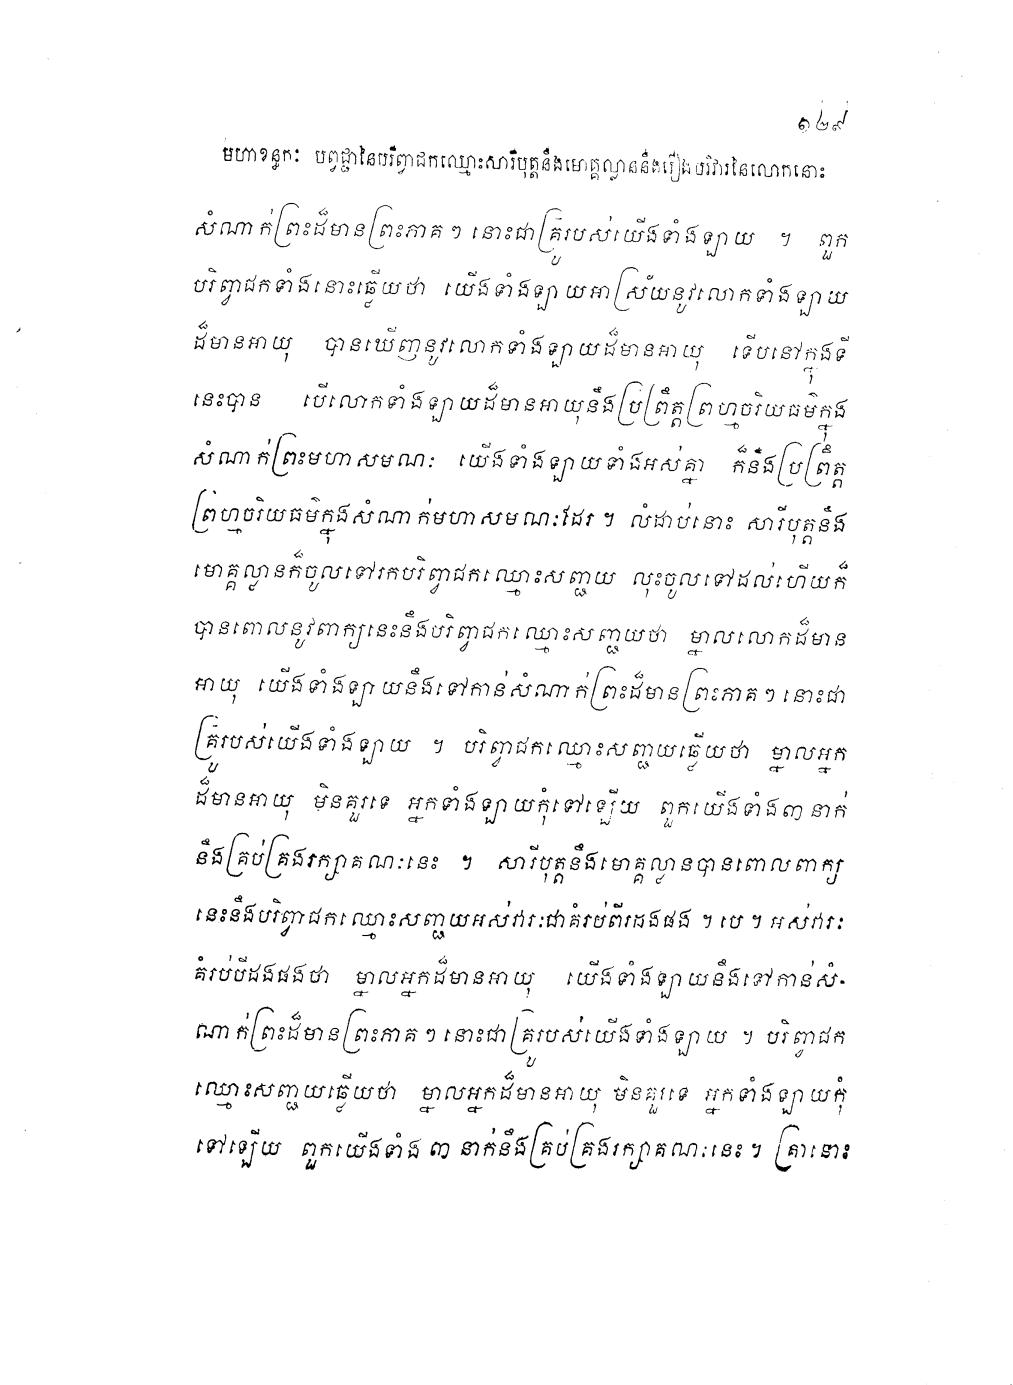 ១២៩
មហាខន្ធកៈ បព្វជ្ជានៃបរិព្វាជកឈ្មោះសារីបុត្តនឹងមោគ្គល្លាននឹងរឿងបរិវារនៃលោកនោះ
សំណាក់ព្រះដ៏មានព្រះភាគៗ នោះជាគ្រូរបស់យើងទាំងឡាយ ។ ពួក
បរិព្វាជកទាំងនោះឆ្លើយថា យើងទាំងឡាយអាស្រ័យនូវលោកទាំងឡាយ
ដ៏មានអាយុ បានឃើញនូវលោកទាំងឡាយដ៏មានអាយុ ទើបនៅក្នុងទី
នេះបាន បើលោកទាំងឡាយដ៏មានអាយុនឹងប្រព្រឹត្តព្រហ្មចរិយធម៌ក្នុង
សំណាក់ព្រះមហាសមណៈ យើងទាំងឡាយទាំងអស់គ្នា ក៏នឹងប្រព្រឹត្ត
ព្រហ្មចរិយធម៌ក្នុងសំណាក់មហាសមណៈដែរ ។ លំដាប់នោះ សារីបុត្តនឹង
មោគ្គល្លានក៏ចូលទៅរកបរិព្វាជកឈ្មោះសញ្ជ័យ លុះចូលទៅដល់ហើយក៏
បានពោលនូវពាក្យនេះនឹងបរិព្វាជកឈ្មោះសញ្ជយថា ម្នាលលោកដ៏មាន
អាយុ យើងទាំងឡាយនឹងទៅកាន់សំណាក់ព្រះដ៏មានព្រះភាគៗ នោះជា
គ្រូរបស់យើងទាំងឡាយ ។ បរិព្វាជកឈ្មោះសញ្ជយឆ្លើយថា ម្នាលអ្នក
ដ៏មានអាយុ មិនគួរទេ អ្នកទាំងឡាយកុំទៅឡើយ ពួកយើងទាំង៣នាក់
នឹងគ្រប់គ្រងរក្សាគណៈនេះ ។ សារីបុត្តនឹងមោគ្គល្លានបានពោលពាក្យ
នេះនឹងបរិព្វាជកឈ្មោះសញ្ជយអស់វារៈជាគំរប់ពីរដងផង ។ បេ ។ អស់វារៈ
គំរប់បីដងផងថា ម្នាលអ្នកដ៏មានអាយុ យើងទាំងឡាយនឹងទៅកាន់សំ-
ណាក់ព្រះដ៏មានព្រះភាគៗ នោះជាគ្រូរបស់យើងទាំងឡាយ ។ បរិព្វាជក
ឈ្មោះសញ្ជយឆ្លើយថា ម្នាលអ្នកដ៏មានអាយុ មិនគួរទេ អ្នកទាំងឡាយកុំ
ទៅឡើយ ពួកយើងទាំង ៣ នាក់នឹងគ្រប់គ្រងរក្សាគណៈនេះ ។ គ្រានោះ